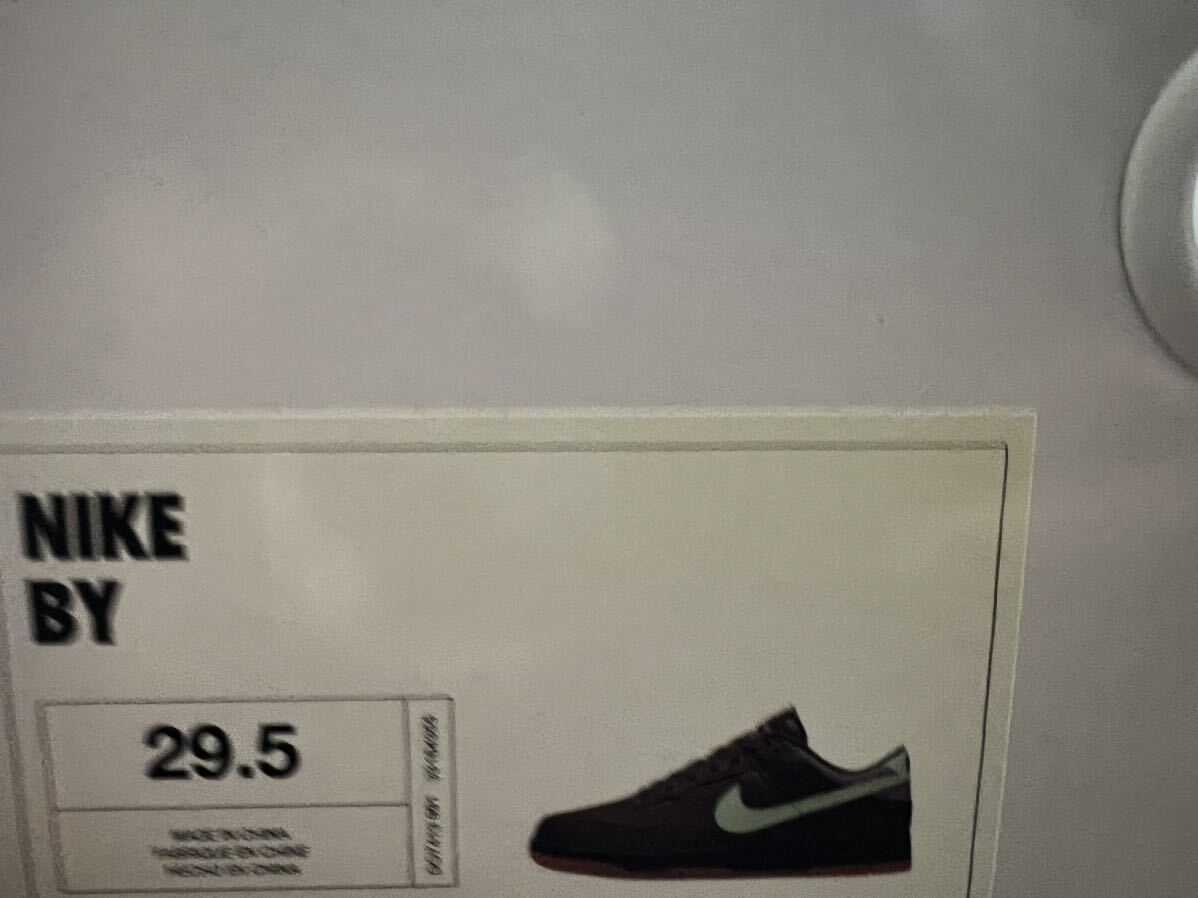 NIKE
BY
29.5
MADE IN CHINA
FABRIQUÉ EN CHINE
HECHO EN CHINA